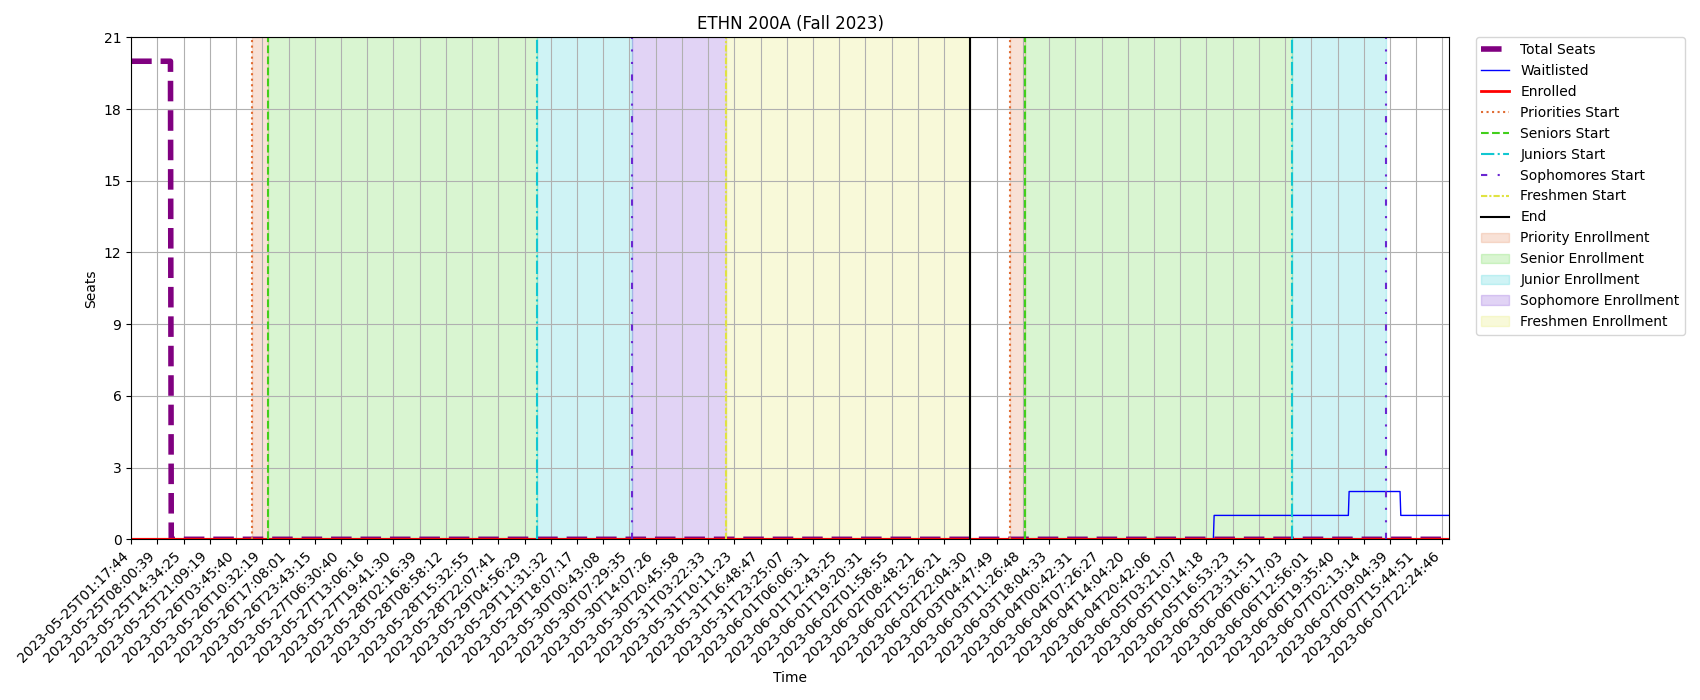 ETHN 200A (Fall 2023)
21
18
15
12
9
6
3
0
Seats
2023-05-25T01:17:44
2023-05-25T08:00:39
2023-05-25T14:34:25
2023-05-25T21:09:19
2023-05-26T03:45:40
2023-05-26T10:32:19
2023-05-26T17:08:01
2023-05-26T23:43:15
2023-05-27T06:30:40
2023-05-27T13:06:16
2023-05-27T19:41:30
2023-05-28T02:16:39
2023-05-28T08:58:12
2023-05-28T15:32:55
2023-05-28T22:07:41
2023-05-29T04:56:29
2023-05-29T11:31:32
2023-05-29T18:07:17
2023-05-30T00:43:08
2023-05-30T07:29:35
2023-05-30T14:07:26
2023-05-30T20:45:58
2023-05-31T03:22:33
2023-05-31T10:11:23
2023-05-31T16:48:47
2023-05-31T23:25:07
2023-06-01T06:06:31
2023-06-01T12:43:25
2023-06-01T19:20:31
2023-06-02T01:58:55
2023-06-02T08:48:21
2023-06-02T15:26:21
2023-06-02T22:04:30
2023-06-03T04:47:49
2023-06-03T11:26:48
2023-06-03T18:04:33
2023-06-04T00:42:31
2023-06-04T07:26:27
2023-06-04T14:04:20
2023-06-04T20:42:06
2023-06-05T03:21:07
2023-06-05T10:14:18
2023-06-05T16:53:23
2023-06-05T23:31:51
2023-06-06T06:17:03
2023-06-06T12:56:01
2023-06-06T19:35:40
2023-06-07T02:13:14
2023-06-07T09:04:39
2023-06-07T15:44:51
2023-06-07T22:24:46
Time
Total Seats
Waitlisted
Enrolled
Priorities Start
Seniors Start
Juniors Start
Sophomores Start
Freshmen Start
End
Priority Enrollment
Senior Enrollment
Junior Enrollment
Sophomore Enrollment
Freshmen Enrollment